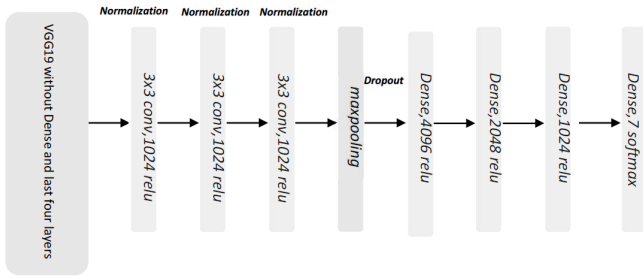 Normalization
Normalization
Normalization
VGG19 without Dense and last four layers
3x3 conv,1024 relu
3x3 conv,1024 relu
3x3 conv,1024 relu
maxpooling
Dropout
Dense,4096 relu
Dense,2048 relu
Dense,1024 relu
Dense,7 softmax